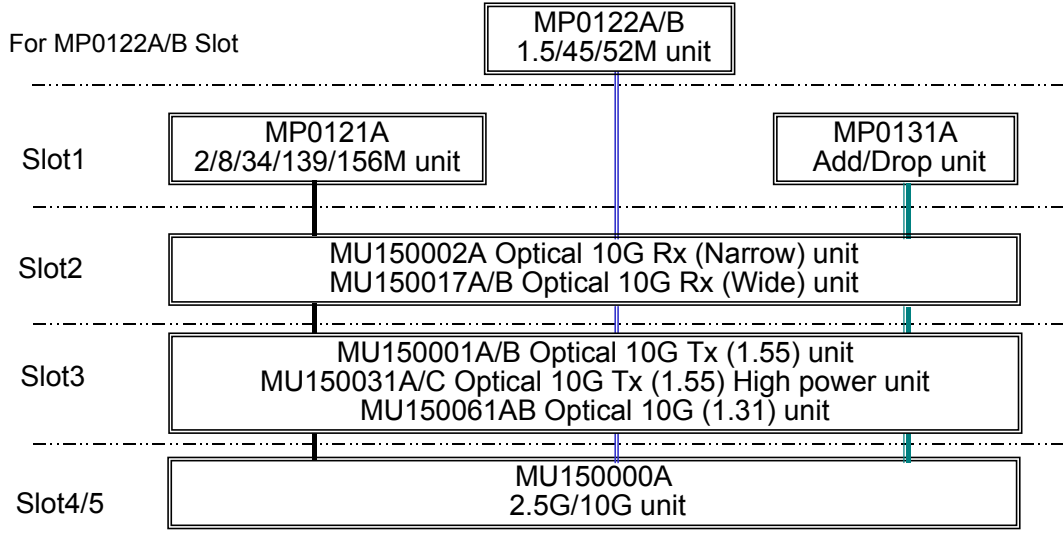 For MP0122A/B Slot
MP0122A/B
1.5/45/52M unit
Slot1
MP0121A
2/8/34/139/156M unit
MP0131A
Add/Drop unit
Slot2
MU150002A Optical 10G Rx (Narrow) unit
MU150017A/B Optical 10G Rx (Wide) unit
Slot3
MU150001A/B Optical 10G Tx (1.55) unit
MU150031A/C Optical 10G Tx (1.55) High power unit
MU150061AB Optical 10G (1.31) unit
Slot4/5
MU150000A
2.5G/10G unit